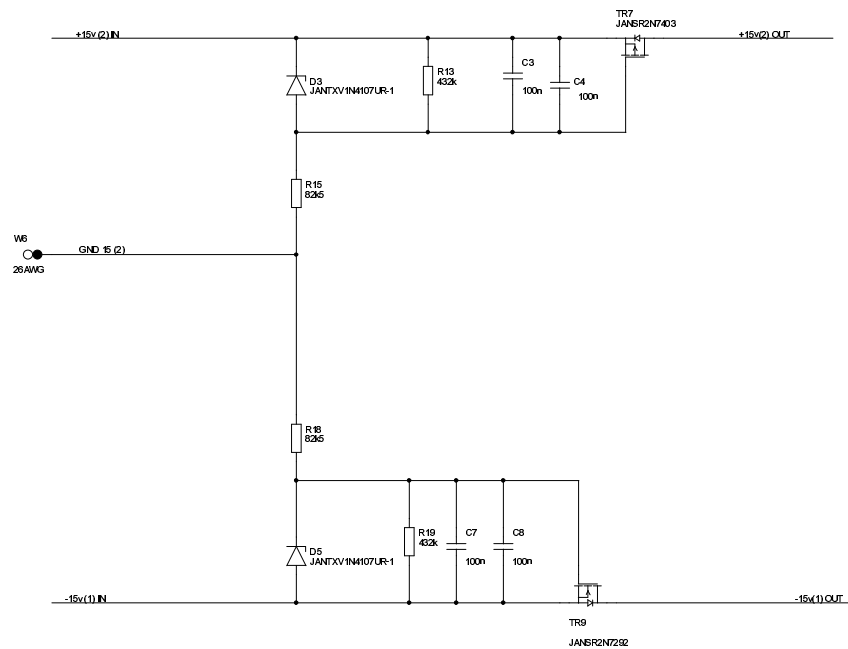 TR7
JANSR2N7403
+15v (2) IN
+15v(2) OUT
D3
JANTXV1N4107UR-1
R13
432k
C3
100n
C4
100n
R15
82k5
W6
GND 15 (2)
26AWG
R18
82k5
D5
JANTXV1N4107UR-1
R19
432k
C7
100n
C8
100n
-15v(1) IN
-15v(1) OUT
TR9
JANSR2N7292